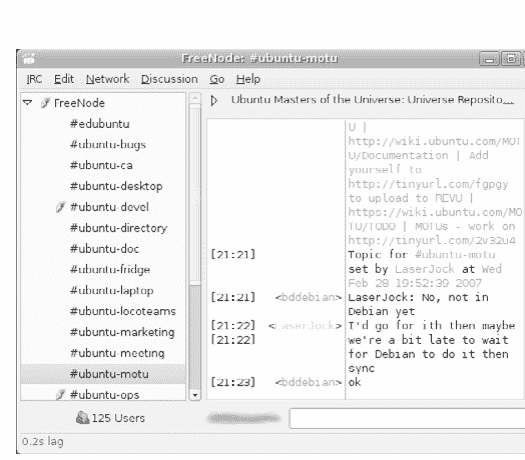 FreeNode: #ubuntu-motu
IRC Edit Network Discussion Go Help
FreeNode
#edubuntu
#ubuntu-bugs
#ubuntu-ca
#ubuntu-desktop
#ubuntu-devel
#ubuntu-directory
#ubuntu-doc
#ubuntu-fridge
#ubuntu-laptop
#ubuntu-locoteams
#ubuntu-marketing
#ubuntu-meeting
#ubuntu-motu
#ubuntu-ops
125 Users
0.2s lag
Ubuntu Masters of the Universe: Universe Reposito...
U |
http://wiki.ubuntu.com/MOT
U/Documentation | Add
yourself to
http://tinyurl.com/fgpgy
to upload to REVU |
https://wiki.ubuntu.com/MO
TU/TODO | MOTUs - work on
http://tinyurl.com/2v32u4
[21:21] Topic for #ubuntu-motu
set by LaserJock at Wed
Feb 28 19:52:39 2007
[21:21] <bddebian> LaserJock: No, not in
Debian yet
[21:22] <LaserJock> I'd go for ith then maybe
[21:22] we're a bit late to wait
for Debian to do it then
sync
[21:23] <bddebian> ok